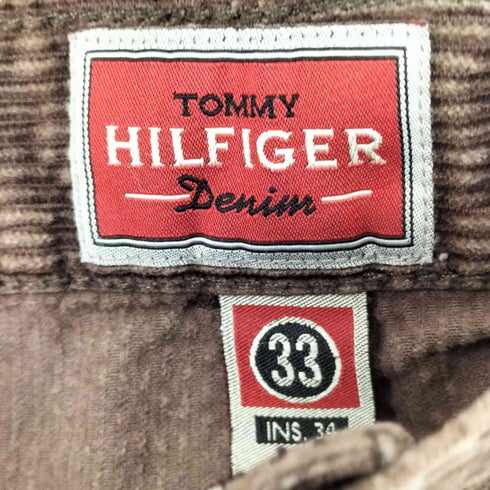 TOMMY
HILFIGER
Denim
33
INS. 34